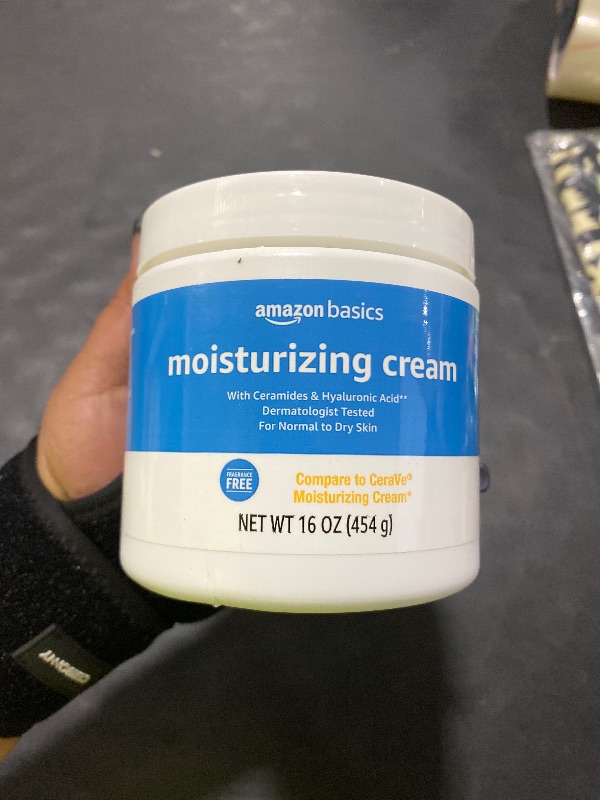 amazon basics
moisturizing cream
With Ceramides & Hyaluronic Acid**
Dermatologist Tested
For Normal to Dry Skin
FRAGRANCE
FREE
Compare to CeraVe®
Moisturizing Cream*
NET WT 16 OZ (454 g)